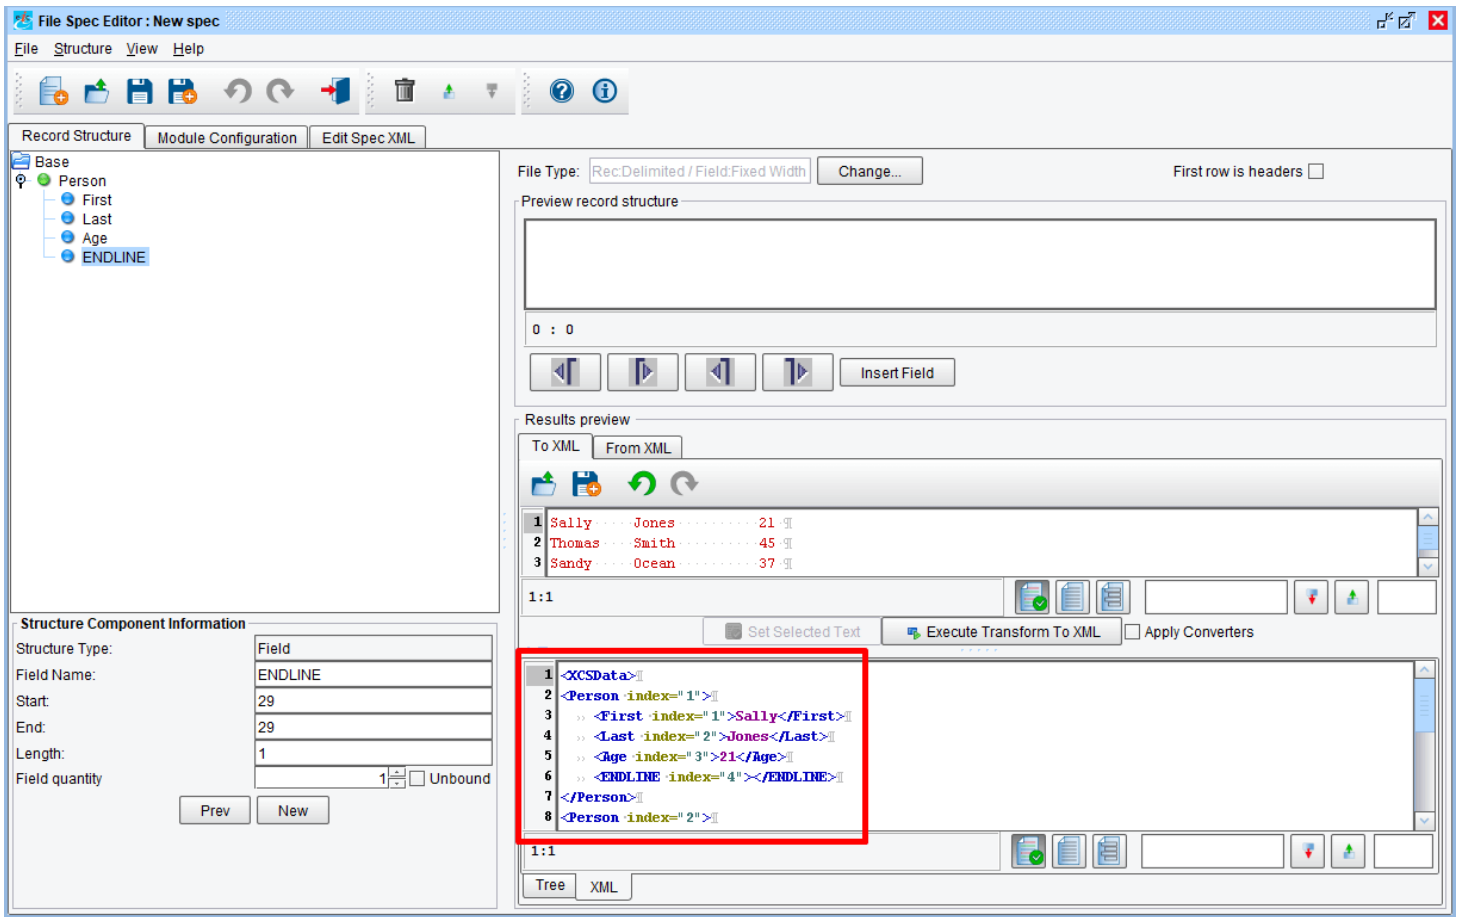 File Spec Editor : New spec
File Structure View Help
Record Structure Module Configuration Edit Spec XML
Base
Person
First
Last
Age
ENDLINE
File Type: Rec:Delimited / Field:Fixed Width Change... First row is headers
Preview record structure
0 : 0
Insert Field
Results preview
To XML From XML
1 Sally Jones 21
2 Thomas Smith 45
3 Sandy Ocean 37
1:1
Set Selected Text Execute Transform To XML Apply Converters
1 <XCSData>
2 <Person index="1">
3 <First index="1">Sally</First>
4 <Last index="2">Jones</Last>
5 <Age index="3">21</Age>
6 <ENDLINE index="4"></ENDLINE>
7 </Person>
8 <Person index="2">
1:1
Tree XML
Structure Component Information
Structure Type: Field
Field Name: ENDLINE
Start: 29
End: 29
Length: 1
Field quantity 1 Unbound
Prev New